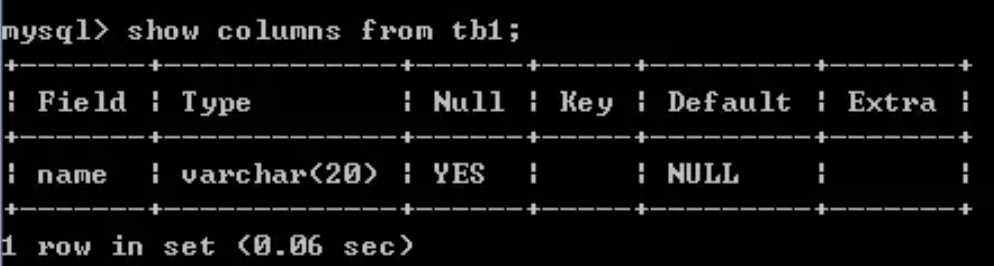 mysql> show columns from tb1;
+-------+-------------+------+-----+---------+-------+
| Field | Type        | Null | Key | Default | Extra |
+-------+-------------+------+-----+---------+-------+
| name  | varchar(20) | YES  |     | NULL    |       |
+-------+-------------+------+-----+---------+-------+
1 row in set (0.06 sec)